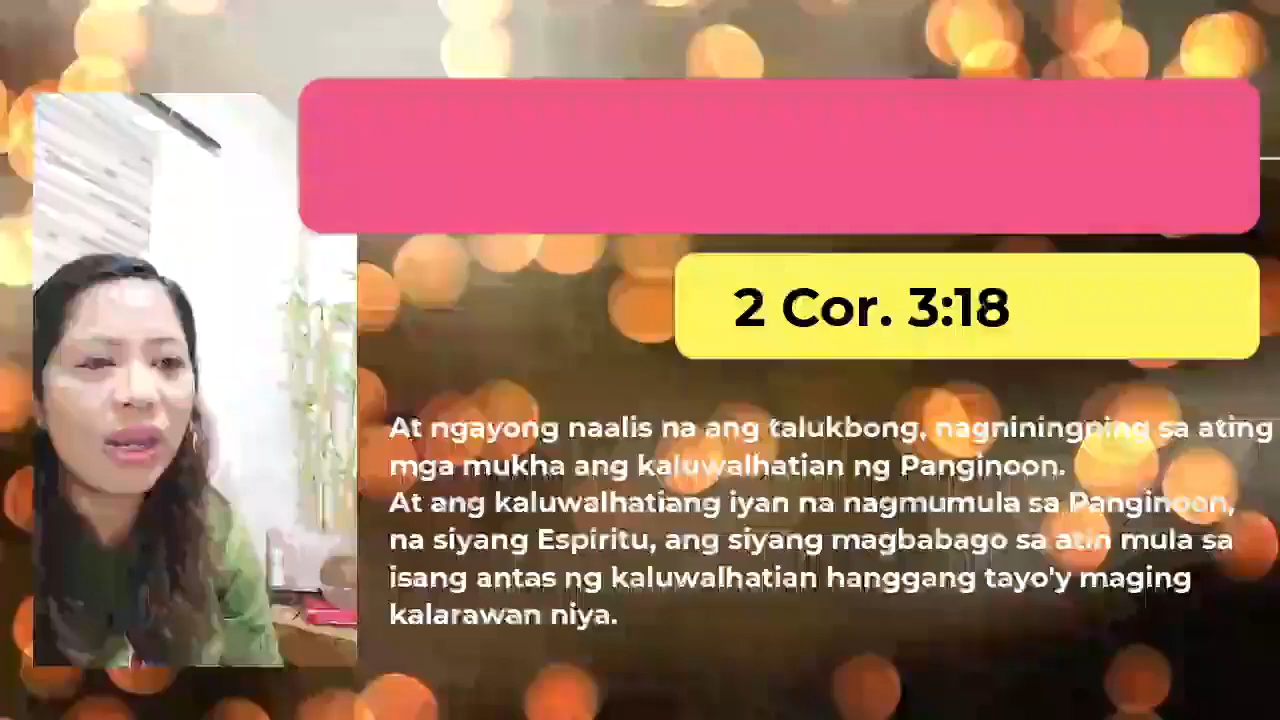 2 Cor. 3:18
At ngayong naalis na ang talukbong, nagniningning sa ating
mga mukha ang kaluwalhatian ng Panginoon.
At ang kaluwalhatiang iyan na nagmumula sa Panginoon,
na siyang Espiritu, ang siyang magbabago sa atin mula sa
isang antas ng kaluwalhatian hanggang tayo'y maging
kalarawan niya.